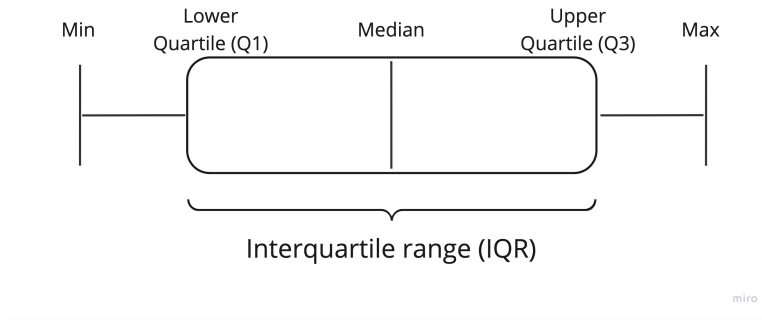 Min
Lower
Quartile (Q1)
Median
Upper
Quartile (Q3)
Max
Interquartile range (IQR)
miro